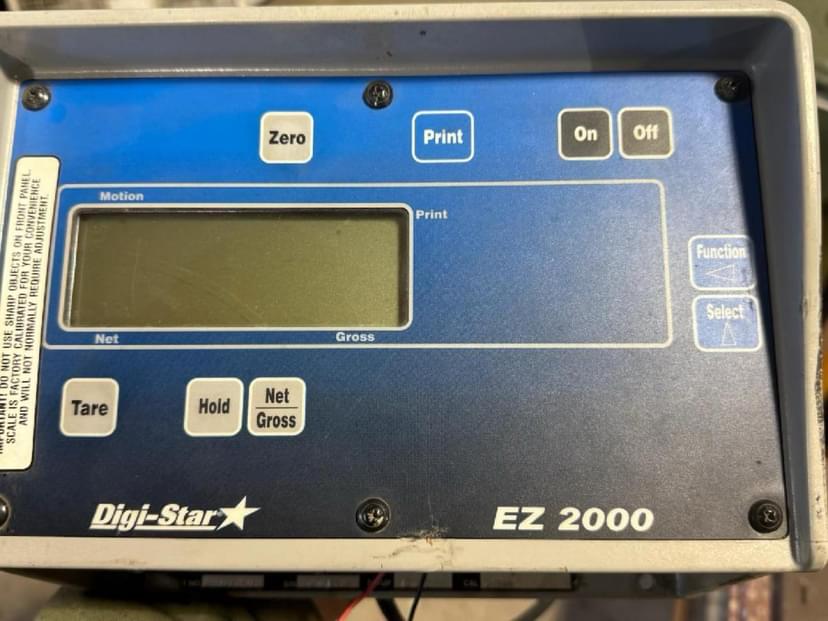 Zero
Print
On
Off
IMPORTANT! DO NOT USE SHARP OBJECTS ON FRONT PANEL.
SCALE IS FACTORY CALIBRATED FOR YOUR CONVENIENCE
AND WILL NOT NORMALLY REQUIRE ADJUSTMENT.
Motion
Print
Function
Select
Net
Gross
Tare
Hold
Net
Gross
Digi-Star
EZ 2000